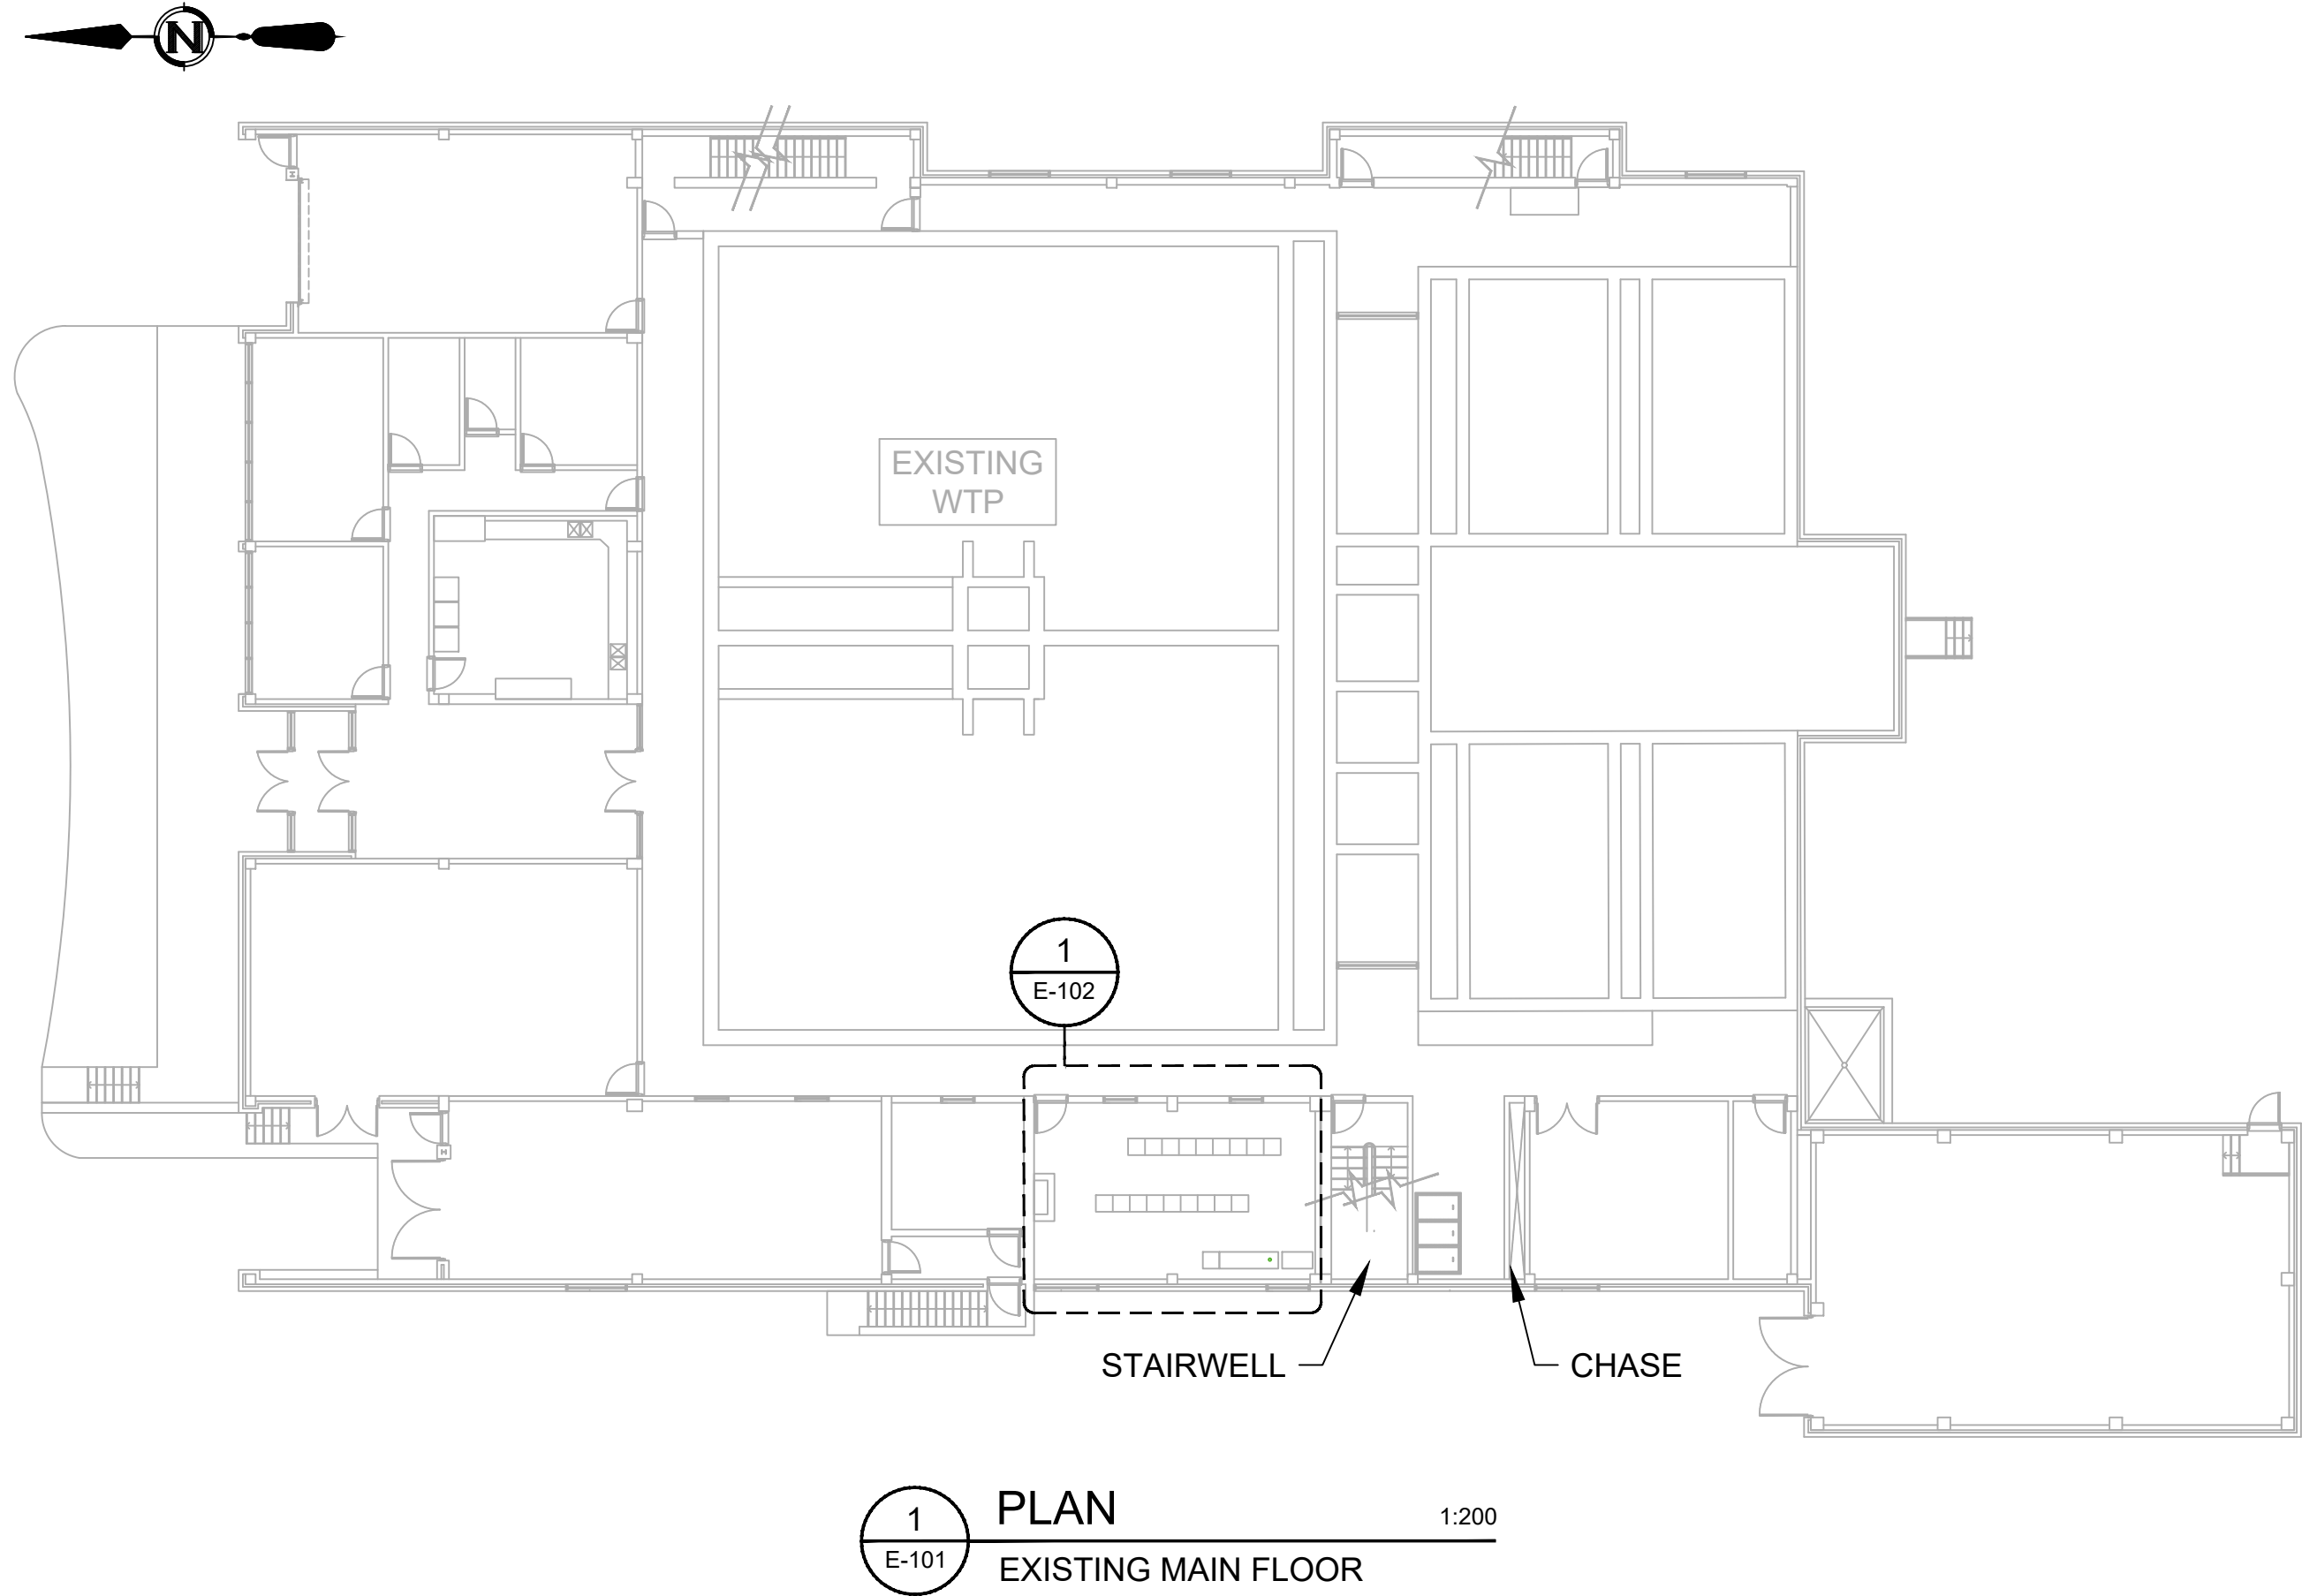 N
EXISTING
WTP
1
E-102
STAIRWELL
CHASE
1
E-101
PLAN
1:200
EXISTING MAIN FLOOR